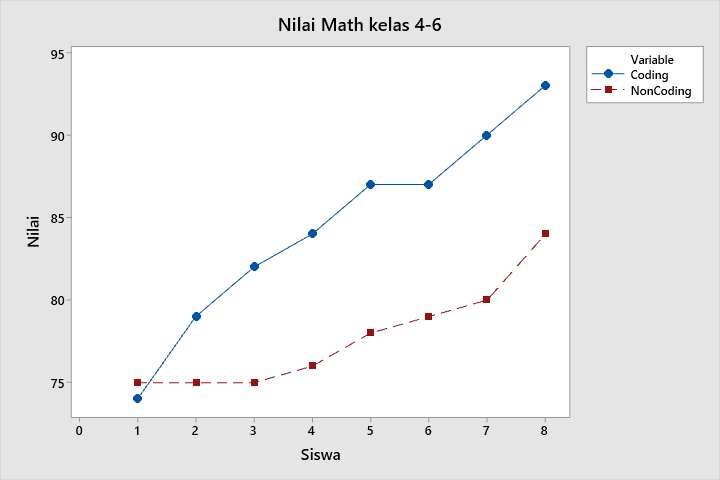 Nilai Math kelas 4-6
Variable
Coding
NonCoding
Nilai
95
90
85
80
75
0 1 2 3 4 5 6 7 8
Siswa